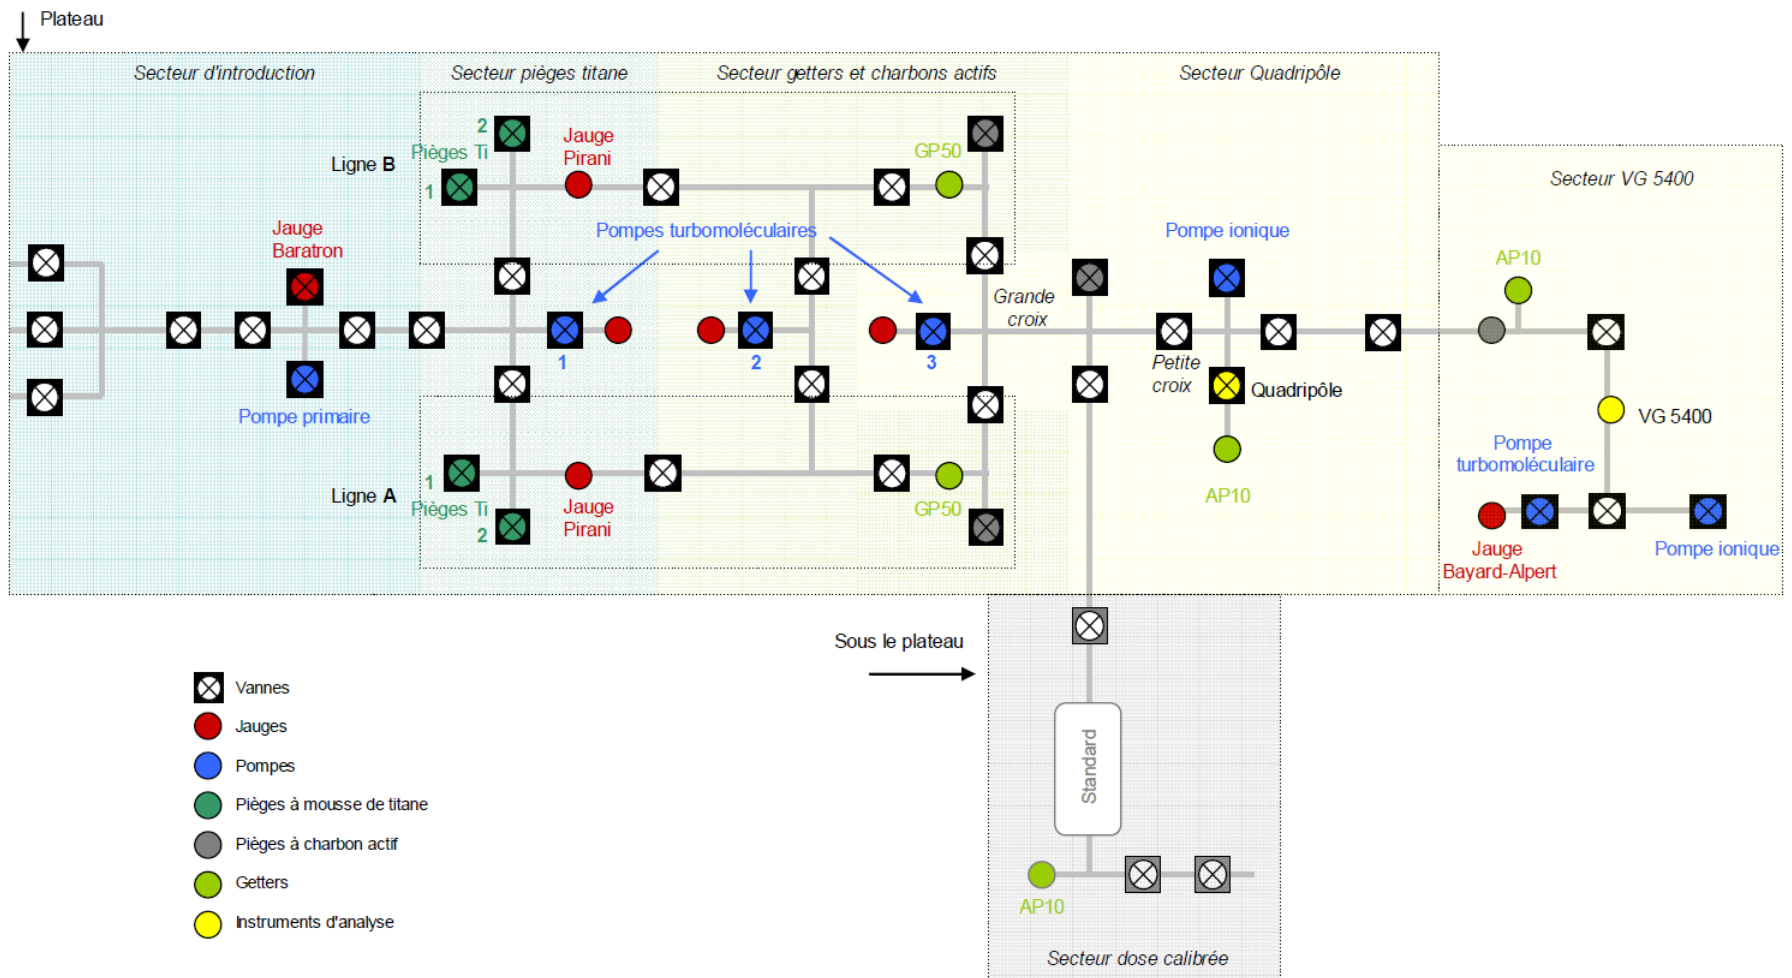 Plateau
Secteur d'introduction
Secteur pièges titane
Secteur getters et charbons actifs
Secteur Quadripôle
Secteur VG 5400
Ligne B
2
Pièges Ti
1
Jauge
Pirani
GP50
Jauge
Baratron
Pompes turbomoléculaires
Pompe ionique
AP10
Grande
croix
1
2
3
Petite
croix
Quadripôle
Pompe primaire
VG 5400
Ligne A
1
Pièges Ti
2
Jauge
Pirani
GP50
AP10
Pompe
turbomoléculaire
Jauge
Bayard-Alpert
Pompe ionique
Sous le plateau
Standard
AP10
Secteur dose calibrée
Vannes
Jauges
Pompes
Pièges à mousse de titane
Pièges à charbon actif
Getters
Instruments d'analyse